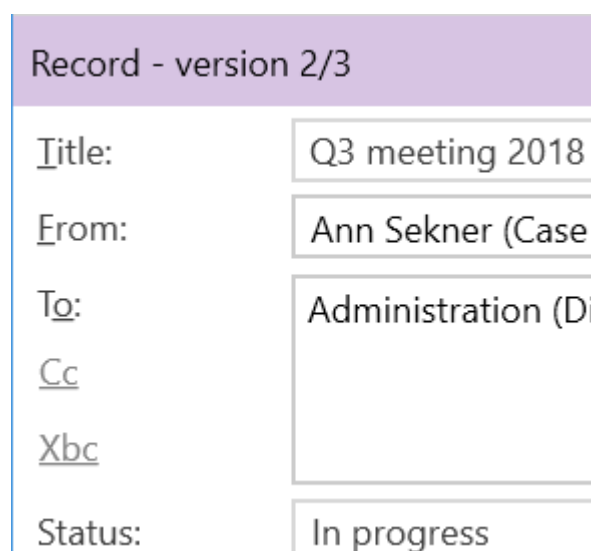 Record - version 2/3
Title: Q3 meeting 2018
From: Ann Sekner (Case
To: Administration (Di
Cc
Xbc
Status: In progress